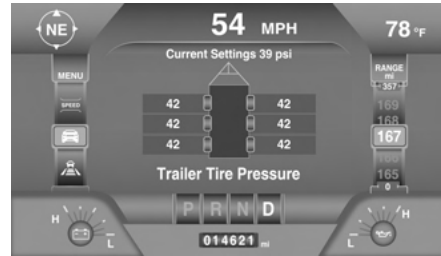 NE
54 MPH
78 °F
Current Settings 39 psi
MENU
SPEED
42 42
42 42
42 42
Trailer Tire Pressure
RANGE
mi
357
169
168
167
166
165
0
P R N D
014621 mi
H
L
H
L